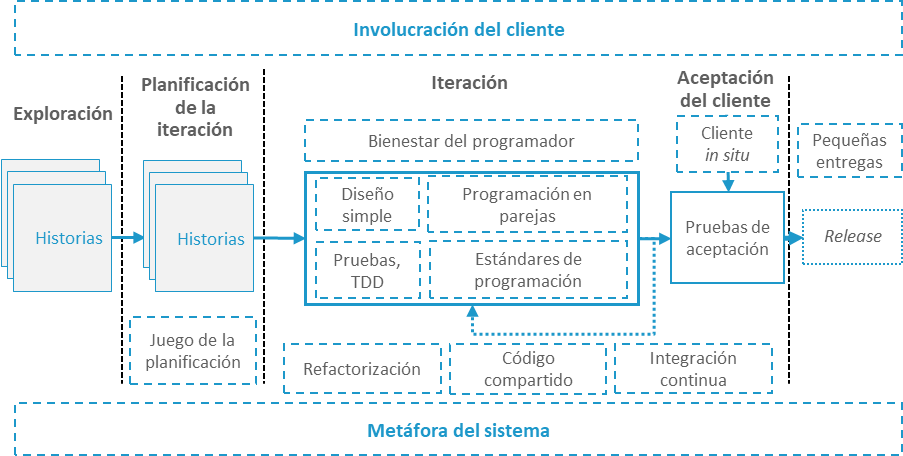 Involucración del cliente
Exploración
Planificación
de la
iteración
Iteración
Aceptación
del cliente
Bienestar del programador
Cliente
in situ
Pequeñas
entregas
Historias
Historias
Diseño
simple
Programación en
parejas
Pruebas,
TDD
Estándares de
programación
Pruebas de
aceptación
Release
Juego de la
planificación
Refactorización
Código
compartido
Integración
continua
Metáfora del sistema